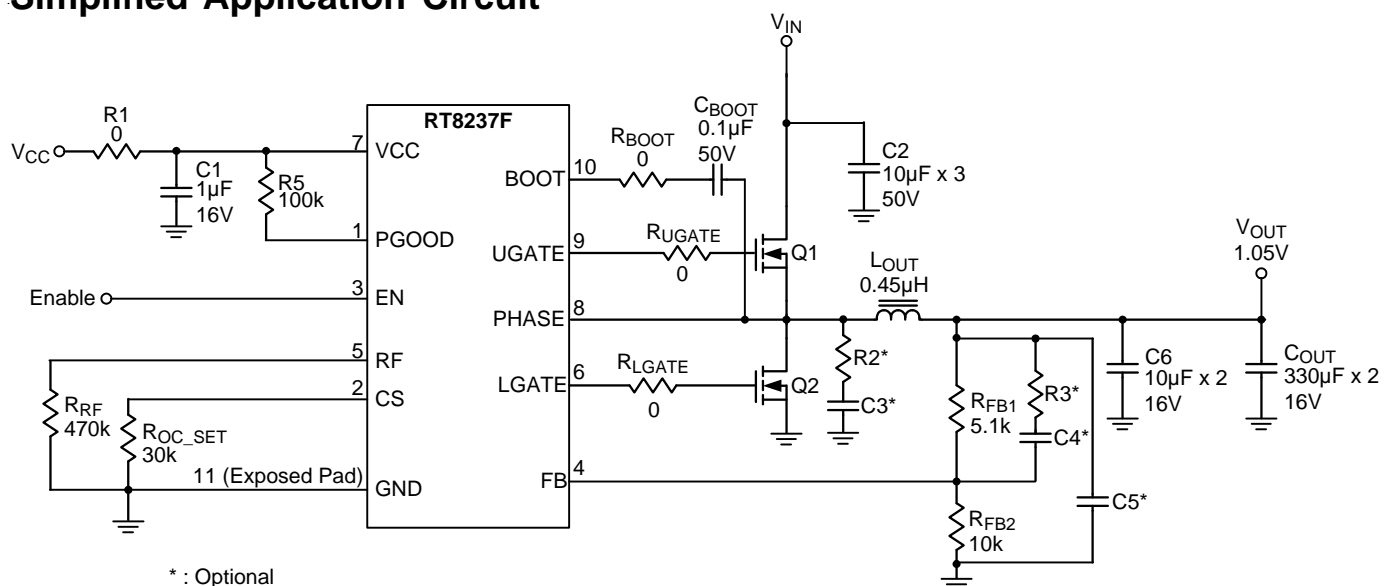 Simplified Application Circuit
VIN
RT8237F
R1
0
VCC
C1
1µF
16V
R5
100k
7
VCC
1
PGOOD
Enable
3
EN
5
RF
2
CS
RRF
470k
ROC_SET
30k
11 (Exposed Pad)
GND
BOOT
10
RBOOT
0
CBOOT
0.1µF
50V
C2
10µF x 3
50V
UGATE
9
RUGATE
0
Q1
PHASE
8
LOUT
0.45µH
VOUT
1.05V
LGATE
6
RLGATE
0
Q2
R2*
C3*
RFB1
5.1k
R3*
C4*
C6
10µF x 2
16V
COUT
330µF x 2
16V
FB
4
C5*
RFB2
10k
* : Optional